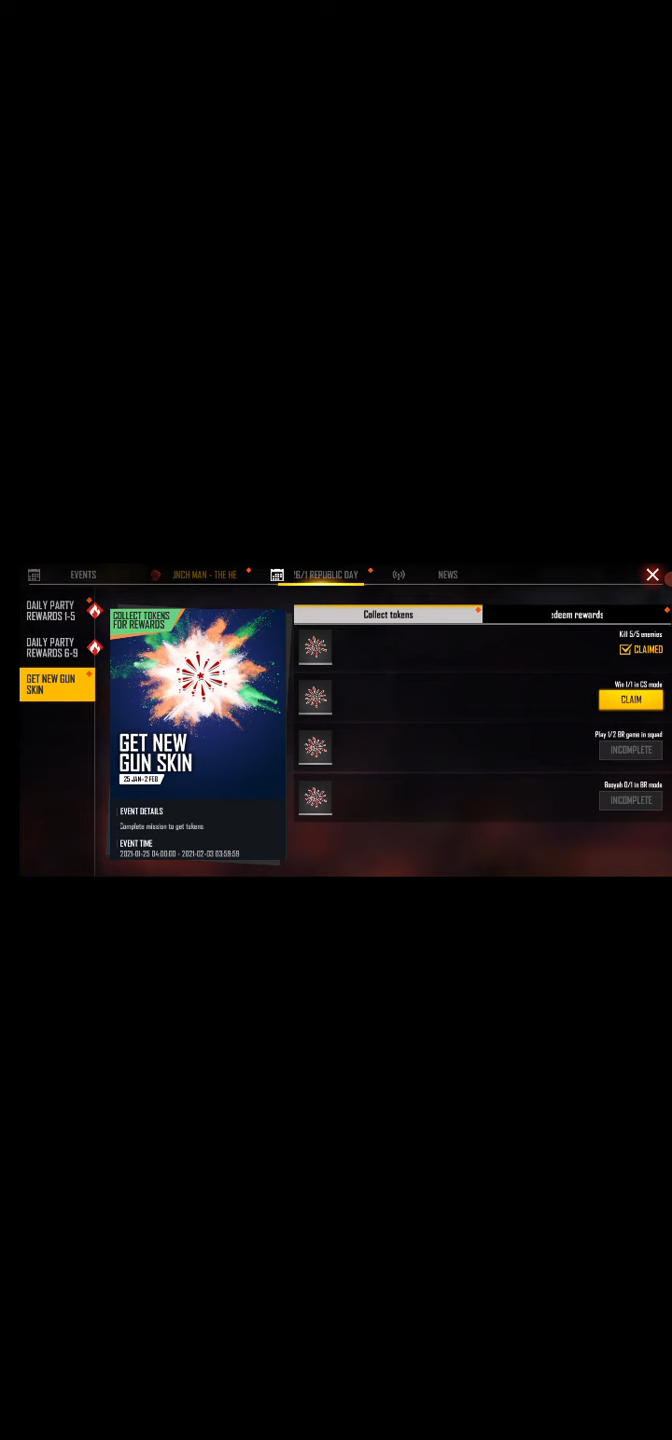 EVENTS
JNCH MAN - THE HE
26/1 REPUBLIC DAY
NEWS
DAILY PARTY
REWARDS 1-5
DAILY PARTY
REWARDS 6-9
GET NEW GUN
SKIN
COLLECT TOKENS
FOR REWARDS
GET NEW
GUN SKIN
25 JAN-2 FEB
EVENT DETAILS
Complete mission to get tokens
EVENT TIME
2021-01-25 04:00:00 - 2021-02-03 03:59:59
Collect tokens
edeem rewards
Kill 5/5 enemies
CLAIMED
Win 1/1 in CS mode
CLAIM
Play 1/2 BR game in squad
INCOMPLETE
Booyah 0/1 in BR mode
INCOMPLETE